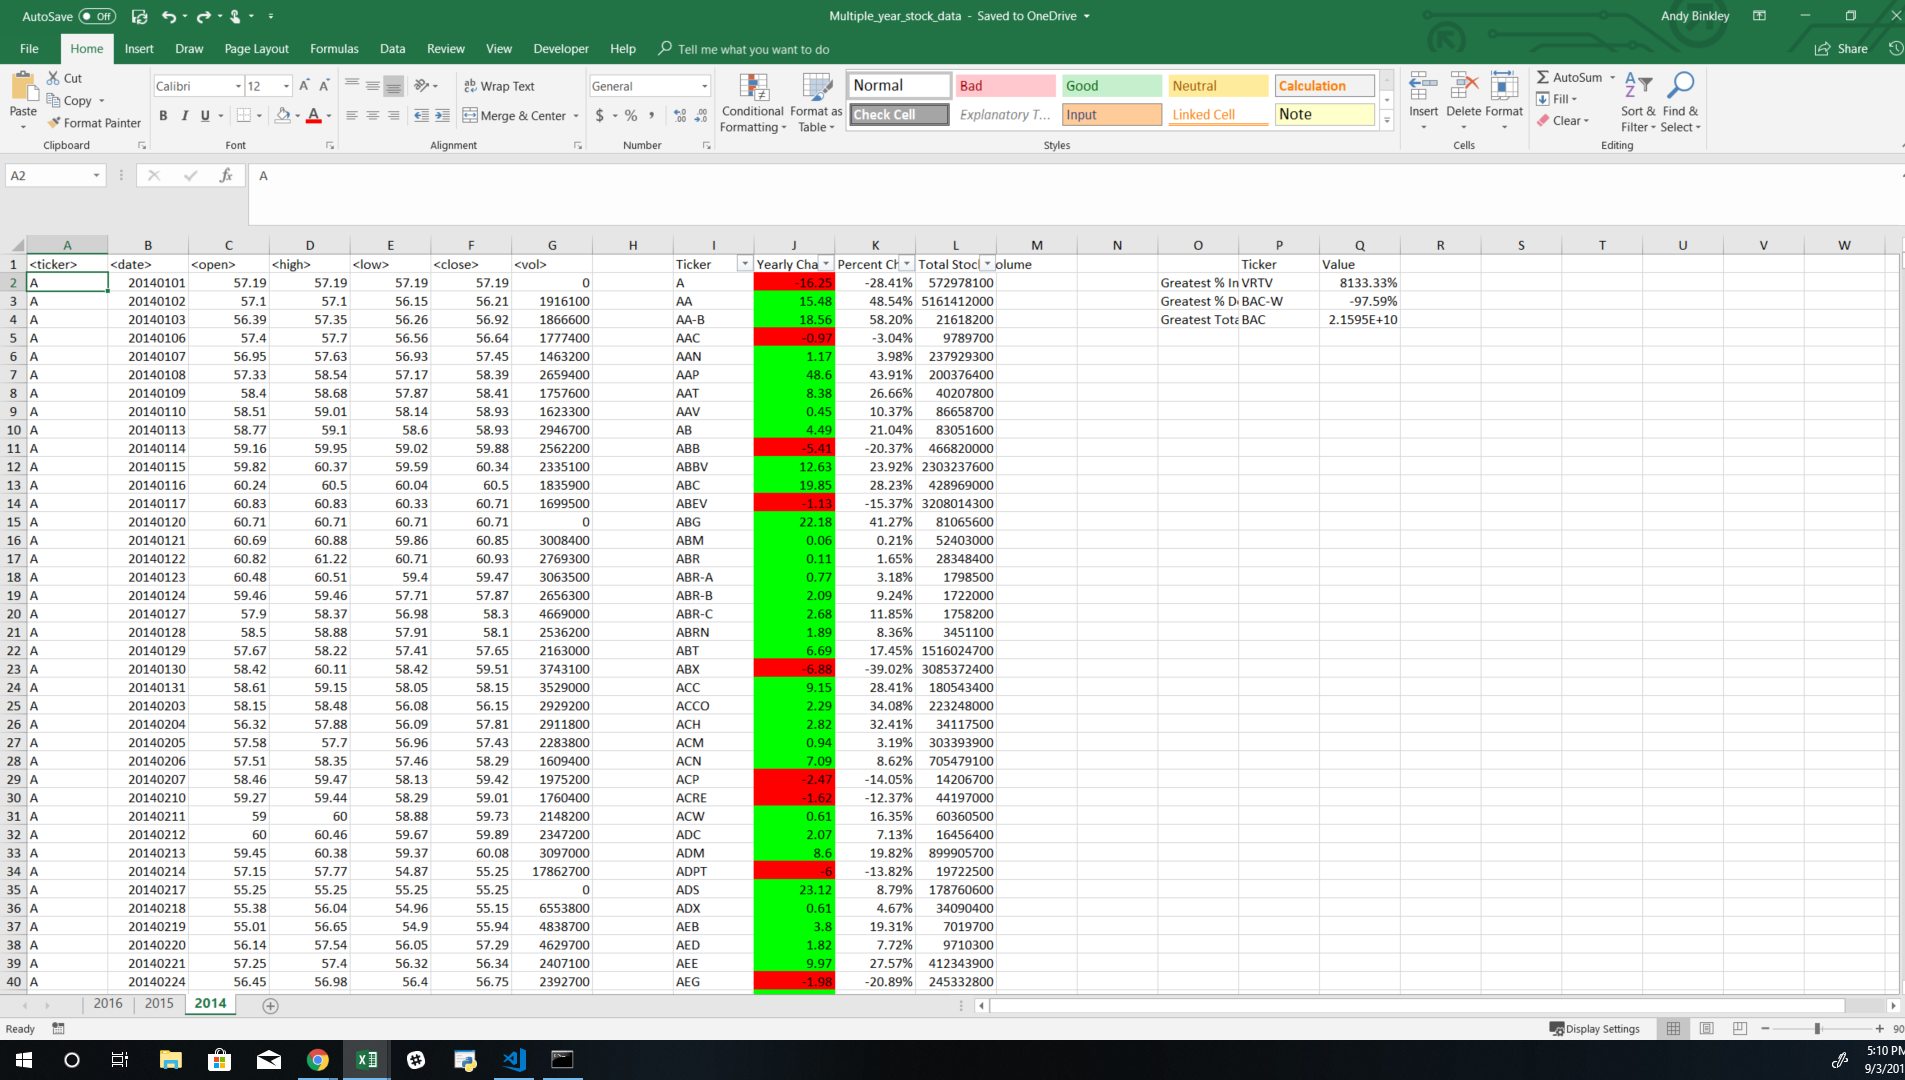 AutoSave Off Multiple_year_stock_data - Saved to OneDrive Andy Binkley
File Home Insert Draw Page Layout Formulas Data Review View Developer Help Tell me what you want to do Share
Paste Cut Copy Format Painter Clipboard
Calibri 12 B I U A Font
Wrap Text Merge & Center Alignment
General $ % , Number
Conditional Formatting Format as Table
Normal Bad Good Neutral Calculation
Check Cell Explanatory T... Input Linked Cell Note
Styles
Insert Delete Format Cells
AutoSum Fill Clear Sort & Filter Find & Select Editing
A2 fx A
A B C D E F G H I J K L M N O P Q R S T U V W
1 <ticker> <date> <open> <high> <low> <close> <vol> Ticker Yearly Cha Percent Ch Total Stoc olume Ticker Value
2 A 20140101 57.19 57.19 57.19 57.19 0 A -16.25 -28.41% 572978100 Greatest % In VRTV 8133.33%
3 A 20140102 57.1 57.1 56.15 56.21 1916100 AA 15.48 48.54% 5161412000 Greatest % De BAC-W -97.59%
4 A 20140103 56.39 57.35 56.26 56.92 1866600 AA-B 18.56 58.20% 21618200 Greatest Tota BAC 2.1595E+10
5 A 20140106 57.4 57.7 56.56 56.64 1777400 AAC -0.97 -3.04% 9789700
6 A 20140107 56.95 57.63 56.93 57.45 1463200 AAN 1.17 3.98% 237929300
7 A 20140108 57.33 58.54 57.17 58.39 2659400 AAP 48.6 43.91% 200376400
8 A 20140109 58.4 58.68 57.87 58.41 1757600 AAT 8.38 26.66% 40207800
9 A 20140110 58.51 59.01 58.14 58.93 1623300 AAV 0.45 10.37% 86658700
10 A 20140113 58.77 59.1 58.6 58.93 2946700 AB 4.49 21.04% 83051600
11 A 20140114 59.16 59.95 59.02 59.88 2562200 ABB -5.41 -20.37% 466820000
12 A 20140115 59.82 60.37 59.59 60.34 2335100 ABBV 12.63 23.92% 2303237600
13 A 20140116 60.24 60.5 60.04 60.5 1835900 ABC 19.85 28.23% 428969000
14 A 20140117 60.83 60.83 60.33 60.71 1699500 ABEV -1.13 -15.37% 3208014300
15 A 20140120 60.71 60.71 60.71 60.71 0 ABG 22.18 41.27% 81065600
16 A 20140121 60.69 60.88 59.86 60.85 3008400 ABM 0.06 0.21% 52403000
17 A 20140122 60.82 61.22 60.71 60.93 2769300 ABR 0.11 1.65% 28348400
18 A 20140123 60.48 60.51 59.4 59.47 3063500 ABR-A 0.77 3.18% 1798500
19 A 20140124 59.46 59.46 57.71 57.87 2656300 ABR-B 2.09 9.24% 1722000
20 A 20140127 57.9 58.37 56.98 58.3 4669000 ABR-C 2.68 11.85% 1758200
21 A 20140128 58.5 58.88 57.91 58.1 2536200 ABRN 1.89 8.36% 3451100
22 A 20140129 57.67 58.22 57.41 57.65 2163000 ABT 6.69 17.45% 1516024700
23 A 20140130 58.42 60.11 58.42 59.51 3743100 ABX -6.88 -39.02% 3085372400
24 A 20140131 58.61 59.15 58.05 58.15 3529000 ACC 9.15 28.41% 180543400
25 A 20140203 58.15 58.48 56.08 56.15 2929200 ACCO 2.29 34.08% 223248000
26 A 20140204 56.32 57.88 56.09 57.81 2911800 ACH 2.82 32.41% 34117500
27 A 20140205 57.58 57.7 56.96 57.43 2283800 ACM 0.94 3.19% 303393900
28 A 20140206 57.51 58.35 57.46 58.29 1609400 ACN 7.09 8.62% 705479100
29 A 20140207 58.46 59.47 58.13 59.42 1975200 ACP -2.47 -14.05% 14206700
30 A 20140210 59.27 59.44 58.29 59.01 1760400 ACRE -1.62 -12.37% 44197000
31 A 20140211 59 60 58.88 59.73 2148200 ACW 0.61 16.35% 60360500
32 A 20140212 60 60.46 59.67 59.89 2347200 ADC 2.07 7.13% 16456400
33 A 20140213 59.45 60.38 59.37 60.08 3097000 ADM 8.6 19.82% 899905700
34 A 20140214 57.15 57.77 54.87 55.25 17862700 ADPT -6 -13.82% 19722500
35 A 20140217 55.25 55.25 55.25 55.25 0 ADS 23.12 8.79% 178760600
36 A 20140218 55.38 56.04 54.96 55.15 6553800 ADX 0.61 4.67% 34090400
37 A 20140219 55.01 56.65 54.9 55.94 4838700 AEB 3.8 19.31% 7019700
38 A 20140220 56.14 57.54 56.05 57.29 4629700 AED 1.82 7.72% 9710300
39 A 20140221 57.25 57.4 56.32 56.34 2407100 AEE 9.97 27.57% 412343900
40 A 20140224 56.45 56.98 56.4 56.75 2392700 AEG -1.98 -20.89% 245332800
2016 2015 2014
Ready Display Settings 90
5:10 PM
9/3/201